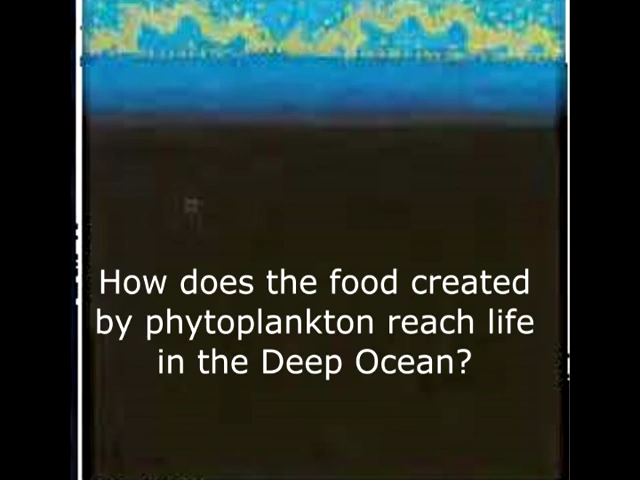 How does the food created
by phytoplankton reach life
in the Deep Ocean?